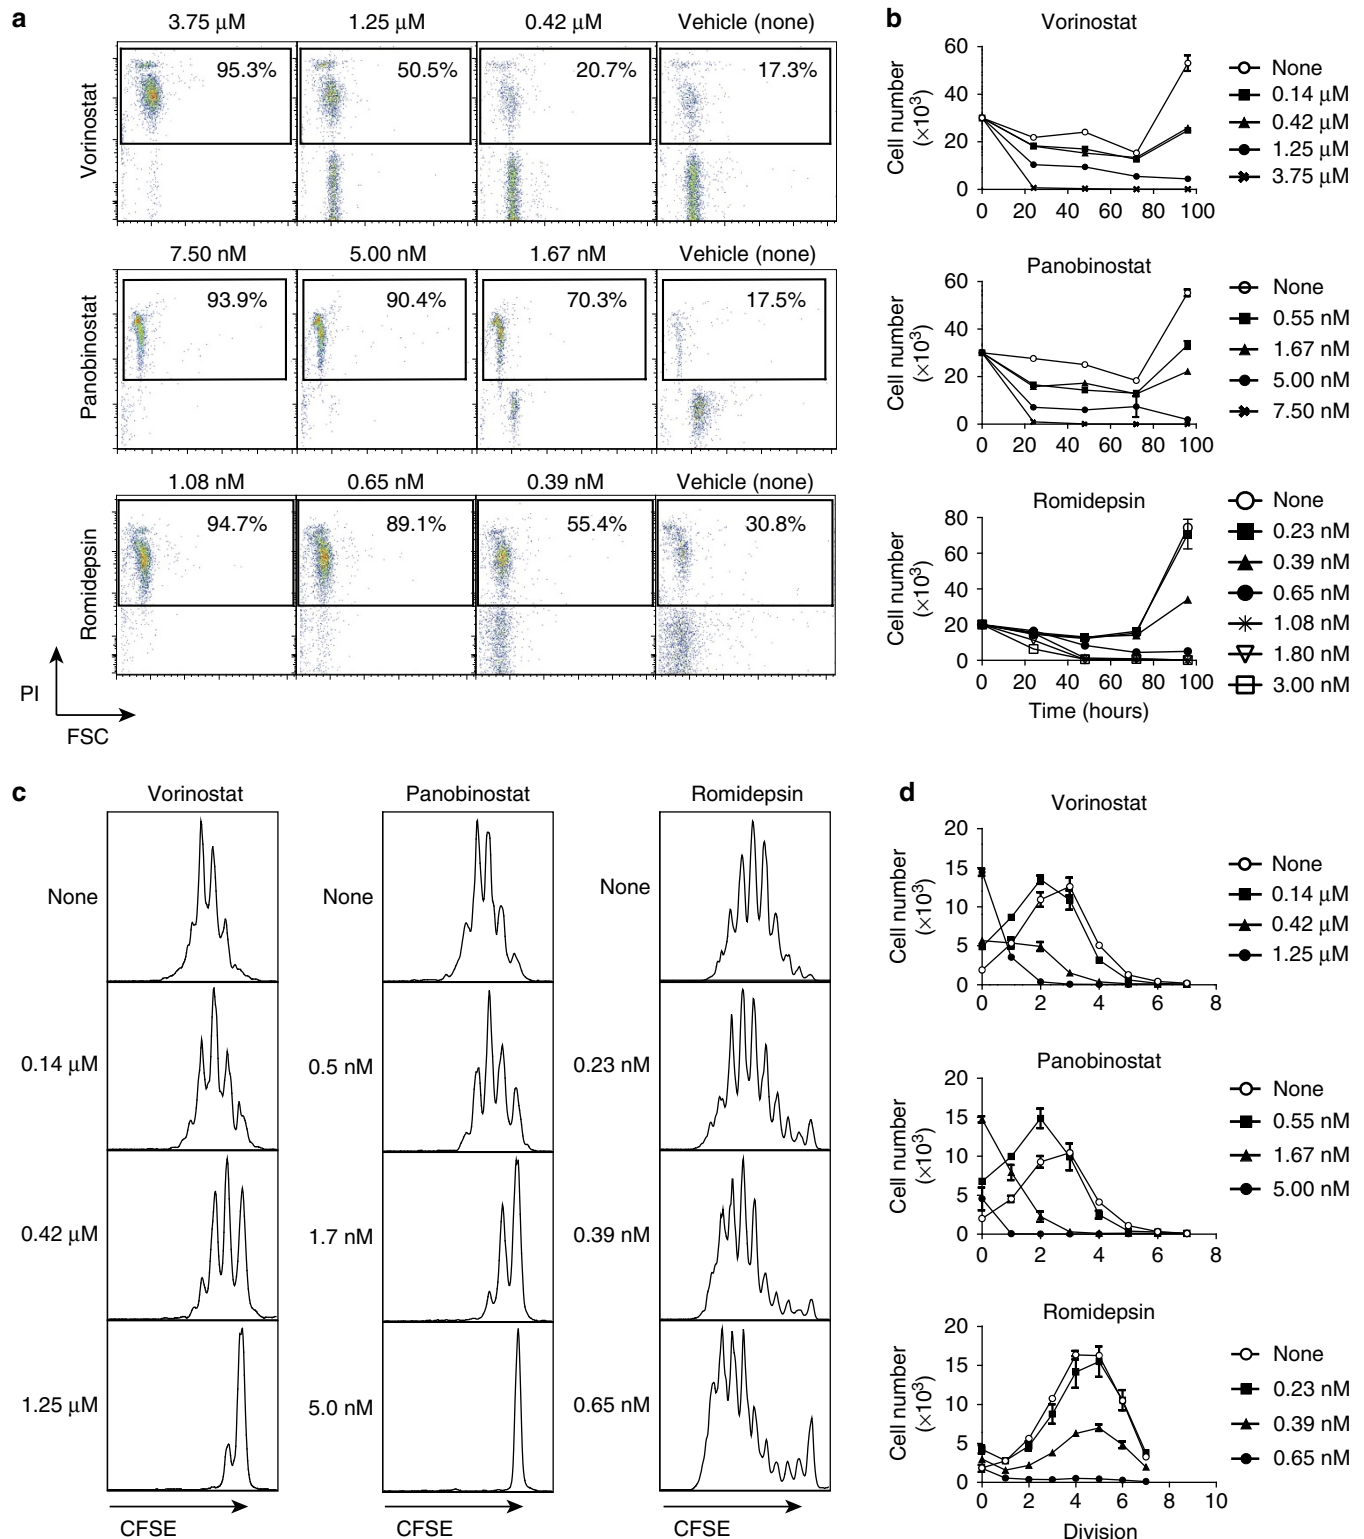 a
3.75 µM 1.25 µM 0.42 µM Vehicle (none)
Vorinostat
95.3% 50.5% 20.7% 17.3%
7.50 nM 5.00 nM 1.67 nM Vehicle (none)
Panobinostat
93.9% 90.4% 70.3% 17.5%
1.08 nM 0.65 nM 0.39 nM Vehicle (none)
Romidepsin
94.7% 89.1% 55.4% 30.8%
PI
FSC
b
Vorinostat
Cell number
(×10³)
60
40
20
0
0 20 40 60 80 100
None
0.14 µM
0.42 µM
1.25 µM
3.75 µM
Panobinostat
Cell number
(×10³)
60
40
20
0
0 20 40 60 80 100
None
0.55 nM
1.67 nM
5.00 nM
7.50 nM
Romidepsin
Cell number
(×10³)
80
60
40
20
0
0 20 40 60 80 100
Time (hours)
None
0.23 nM
0.39 nM
0.65 nM
1.08 nM
1.80 nM
3.00 nM
c
Vorinostat
None
0.14 µM
0.42 µM
1.25 µM
CFSE
Panobinostat
None
0.5 nM
1.7 nM
5.0 nM
CFSE
Romidepsin
None
0.23 nM
0.39 nM
0.65 nM
CFSE
d
Vorinostat
Cell number
(×10³)
20
15
10
5
0
0 2 4 6 8
None
0.14 µM
0.42 µM
1.25 µM
Panobinostat
Cell number
(×10³)
20
15
10
5
0
0 2 4 6 8
None
0.55 nM
1.67 nM
5.00 nM
Romidepsin
Cell number
(×10³)
20
15
10
5
0
0 2 4 6 8 10
Division
None
0.23 nM
0.39 nM
0.65 nM